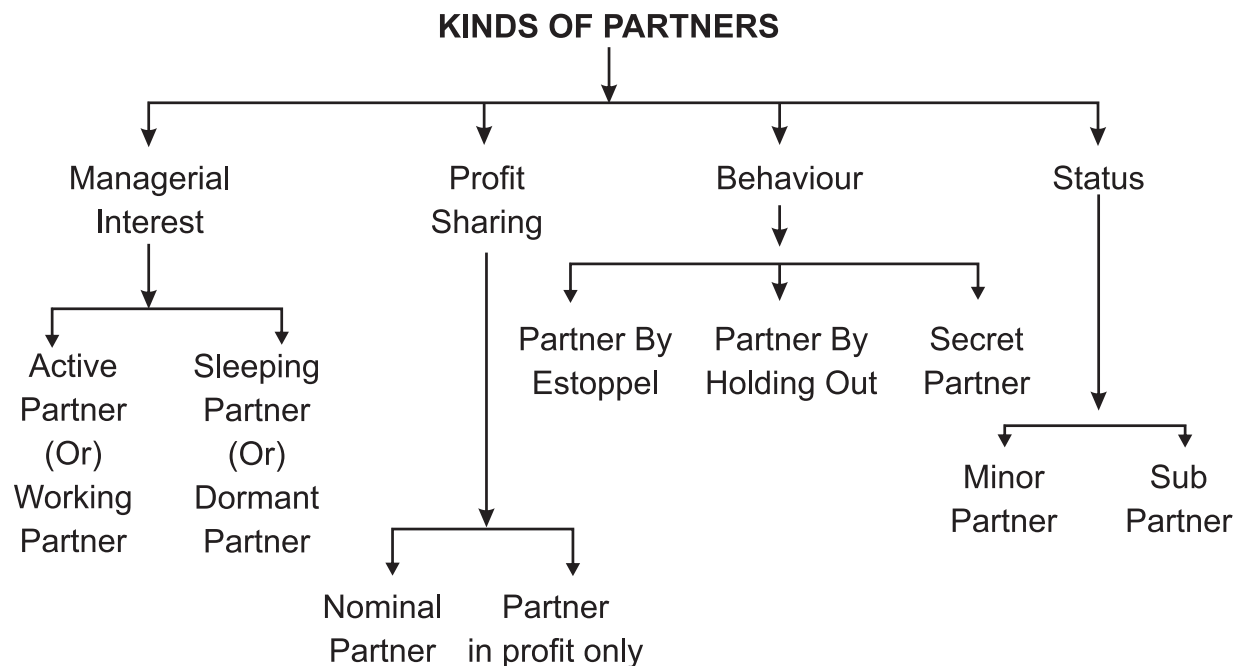 KINDS OF PARTNERS
Managerial
Interest
Profit
Sharing
Behaviour
Status
Active
Partner
(Or)
Working
Partner
Sleeping
Partner
(Or)
Dormant
Partner
Nominal
Partner
Partner
in profit only
Partner By
Estoppel
Partner By
Holding Out
Secret
Partner
Minor
Partner
Sub
Partner